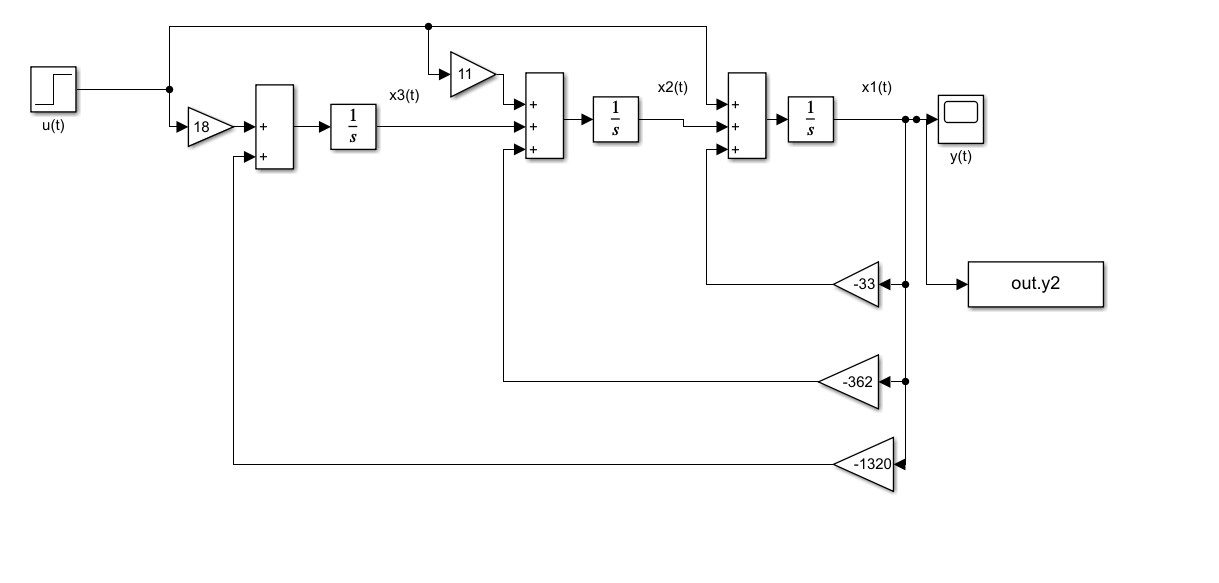 u(t)
18
+
+
1
s
x3(t)
11
+
+
+
1
s
x2(t)
+
+
+
1
s
x1(t)
y(t)
out.y2
-33
-362
-1320